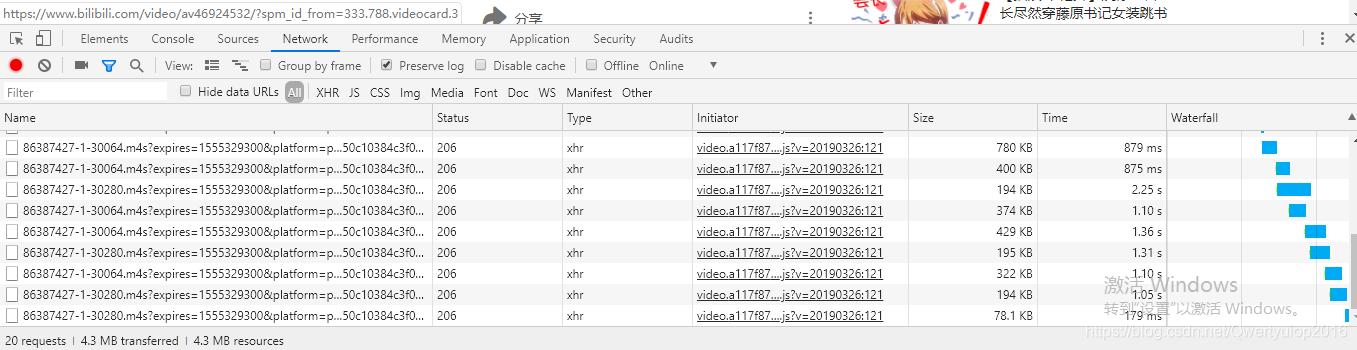 https://www.bilibili.com/video/av46924532/?spm_id_from=333.788.videocard.3
分享
长尽然穿藤原书记女装跳书
Elements Console Sources Network Performance Memory Application Security Audits
View: Group by frame Preserve log Disable cache Offline Online
Filter Hide data URLs All XHR JS CSS Img Media Font Doc WS Manifest Other
Name Status Type Initiator Size Time Waterfall
86387427-1-30064.m4s?expires=1555329300&platform=p...50c10384c3f0... 206 xhr video.a117f87....js?v=20190326:121 780 KB 879 ms
86387427-1-30064.m4s?expires=1555329300&platform=p...50c10384c3f0... 206 xhr video.a117f87....js?v=20190326:121 400 KB 875 ms
86387427-1-30280.m4s?expires=1555329300&platform=p...50c10384c3f0... 206 xhr video.a117f87....js?v=20190326:121 194 KB 2.25 s
86387427-1-30064.m4s?expires=1555329300&platform=p...50c10384c3f0... 206 xhr video.a117f87....js?v=20190326:121 374 KB 1.10 s
86387427-1-30064.m4s?expires=1555329300&platform=p...50c10384c3f0... 206 xhr video.a117f87....js?v=20190326:121 429 KB 1.36 s
86387427-1-30280.m4s?expires=1555329300&platform=p...50c10384c3f0... 206 xhr video.a117f87....js?v=20190326:121 195 KB 1.31 s
86387427-1-30064.m4s?expires=1555329300&platform=p...50c10384c3f0... 206 xhr video.a117f87....js?v=20190326:121 322 KB 1.10 s
86387427-1-30280.m4s?expires=1555329300&platform=p...50c10384c3f0... 206 xhr video.a117f87....js?v=20190326:121 194 KB 1.05 s
86387427-1-30280.m4s?expires=1555329300&platform=p...50c10384c3f0... 206 xhr video.a117f87....js?v=20190326:121 78.1 KB 179 ms
激活 Windows
转到"设置"以激活 Windows。
20 requests | 4.3 MB transferred | 4.3 MB resources
https://blog.csdn.net/Qwertyuiop2016